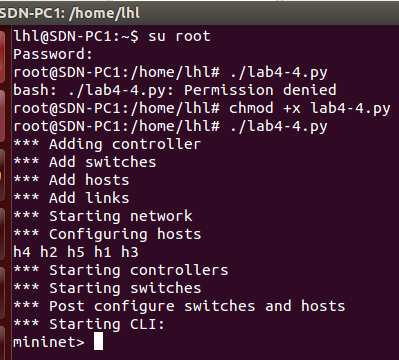 SDN-PC1: /home/lhl
lhl@SDN-PC1:~$ su root
Password:
root@SDN-PC1:/home/lhl# ./lab4-4.py
bash: ./lab4-4.py: Permission denied
root@SDN-PC1:/home/lhl# chmod +x lab4-4.py
root@SDN-PC1:/home/lhl# ./lab4-4.py
*** Adding controller
*** Add switches
*** Add hosts
*** Add links
*** Starting network
*** Configuring hosts
h4 h2 h5 h1 h3
*** Starting controllers
*** Starting switches
*** Post configure switches and hosts
*** Starting CLI:
mininet>